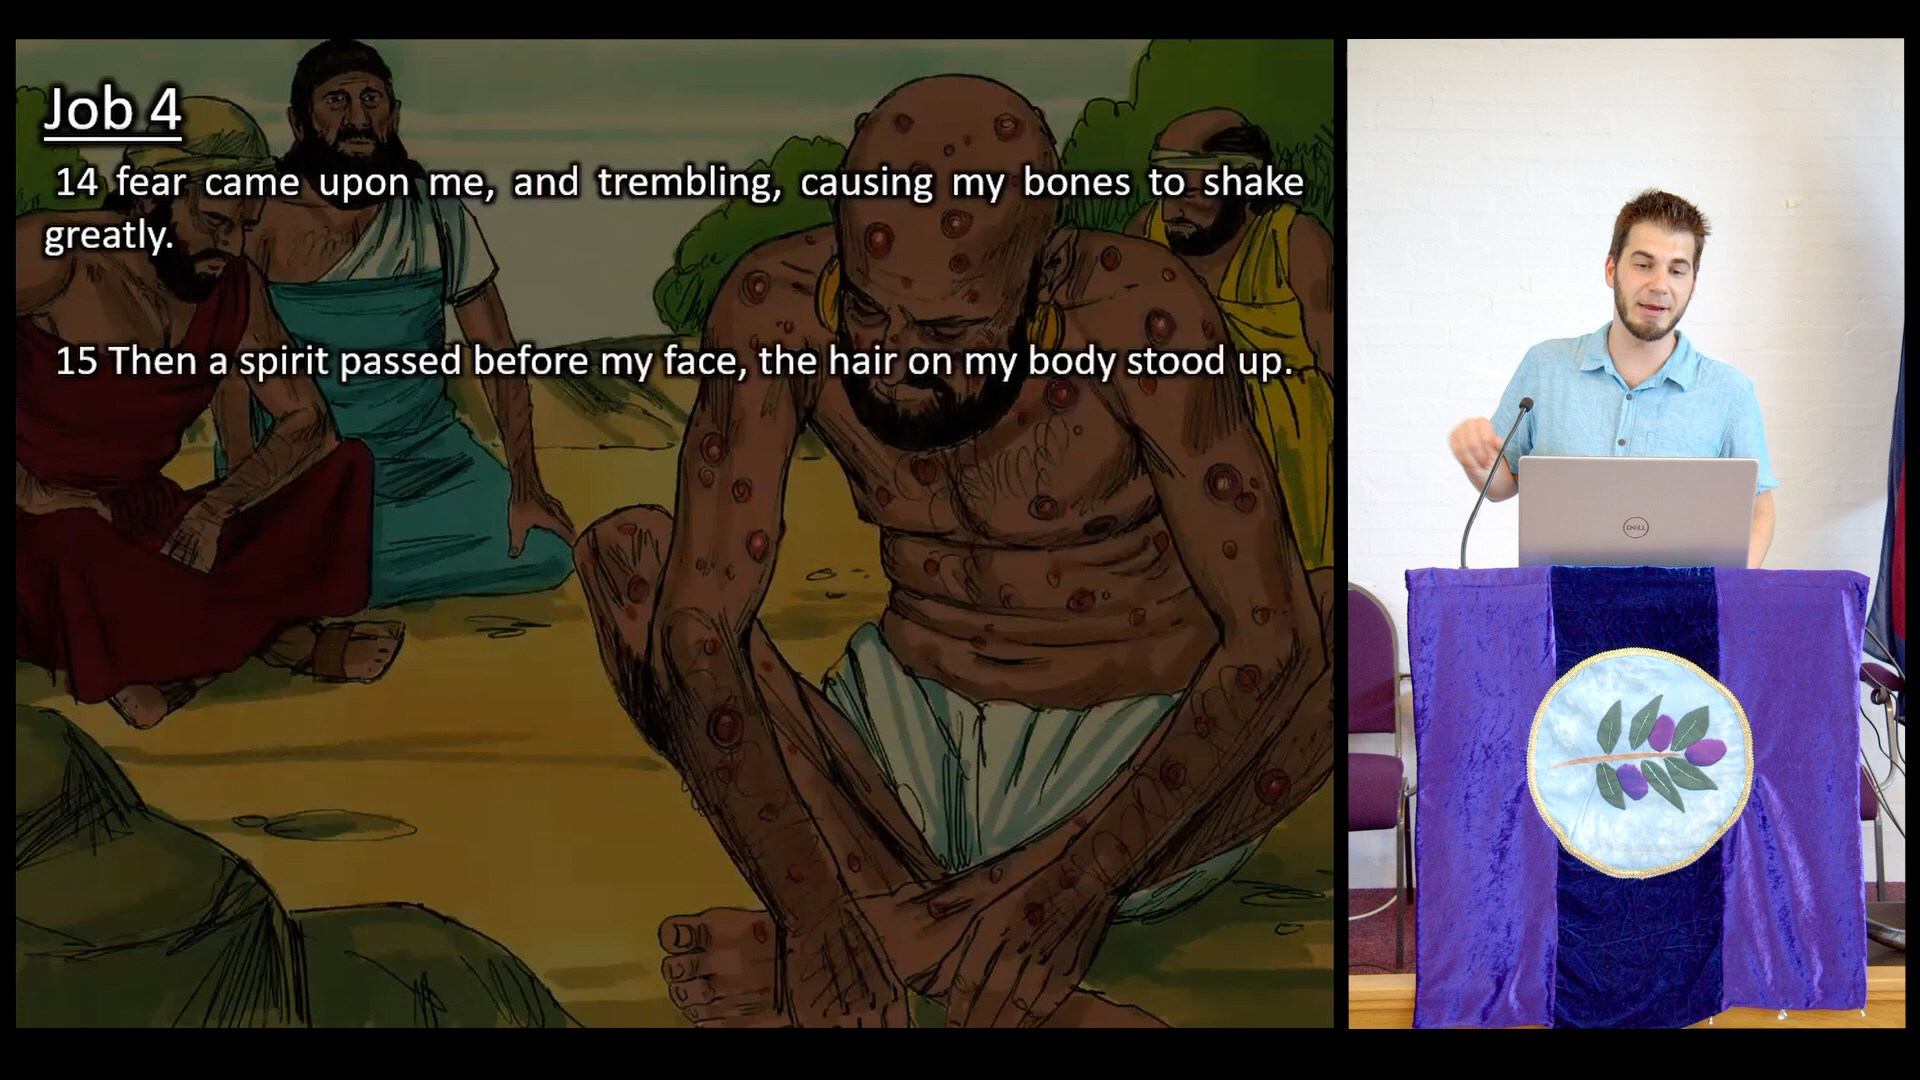 Job 4
14 fear came upon me, and trembling, causing my bones to shake
greatly.
15 Then a spirit passed before my face, the hair on my body stood up.
DELL